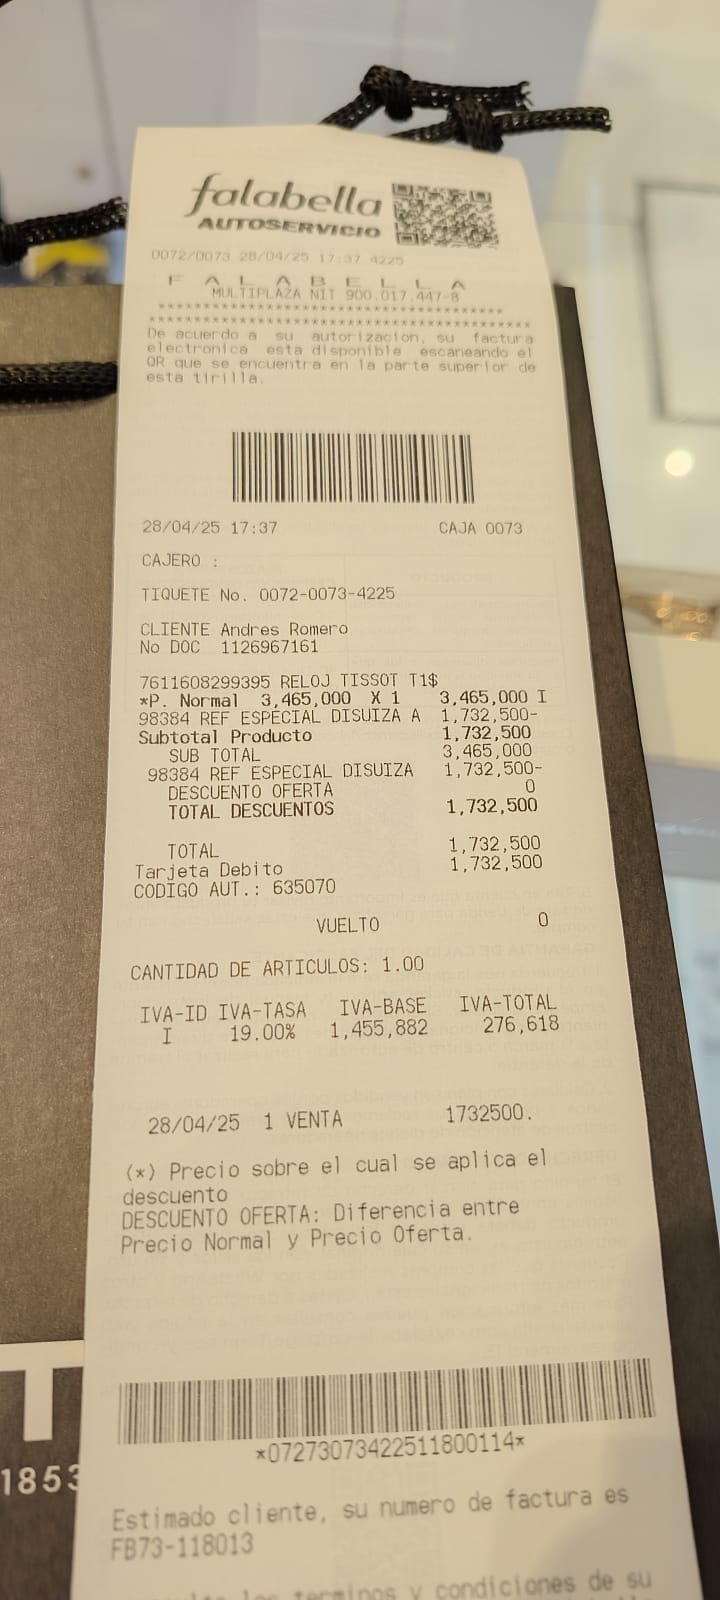 falabella
AUTOSERVICIO
0072/0073 28/04/25 17:37 4225
F A L A B E L L A
MULTIPLAZA NIT 900.017.447-8
De acuerdo a su autorizacion, su factura
electronica esta disponible escaneando el
QR que se encuentra en la parte superior de
esta tirilla.
28/04/25 17:37 CAJA 0073
CAJERO :
TIQUETE No. 0072-0073-4225
CLIENTE Andres Romero
No DOC 1126967161
7611608299395 RELOJ TISSOT T1$
*P. Normal 3,465,000 X 1 3,465,000 I
98384 REF ESPECIAL DISUIZA A 1,732,500-
Subtotal Producto 1,732,500
SUB TOTAL 3,465,000
98384 REF ESPECIAL DISUIZA 1,732,500-
DESCUENTO OFERTA 0
TOTAL DESCUENTOS 1,732,500
TOTAL 1,732,500
Tarjeta Debito 1,732,500
CODIGO AUT.: 635070
VUELTO 0
CANTIDAD DE ARTICULOS: 1.00
IVA-ID IVA-TASA IVA-BASE IVA-TOTAL
I 19.00% 1,455,882 276,618
28/04/25 1 VENTA 1732500.
(*) Precio sobre el cual se aplica el
descuento
DESCUENTO OFERTA: Diferencia entre
Precio Normal y Precio Oferta.
*07273073422511800114*
Estimado cliente, su numero de factura es
FB73-118013
los terminos y condiciones de su
T
1853